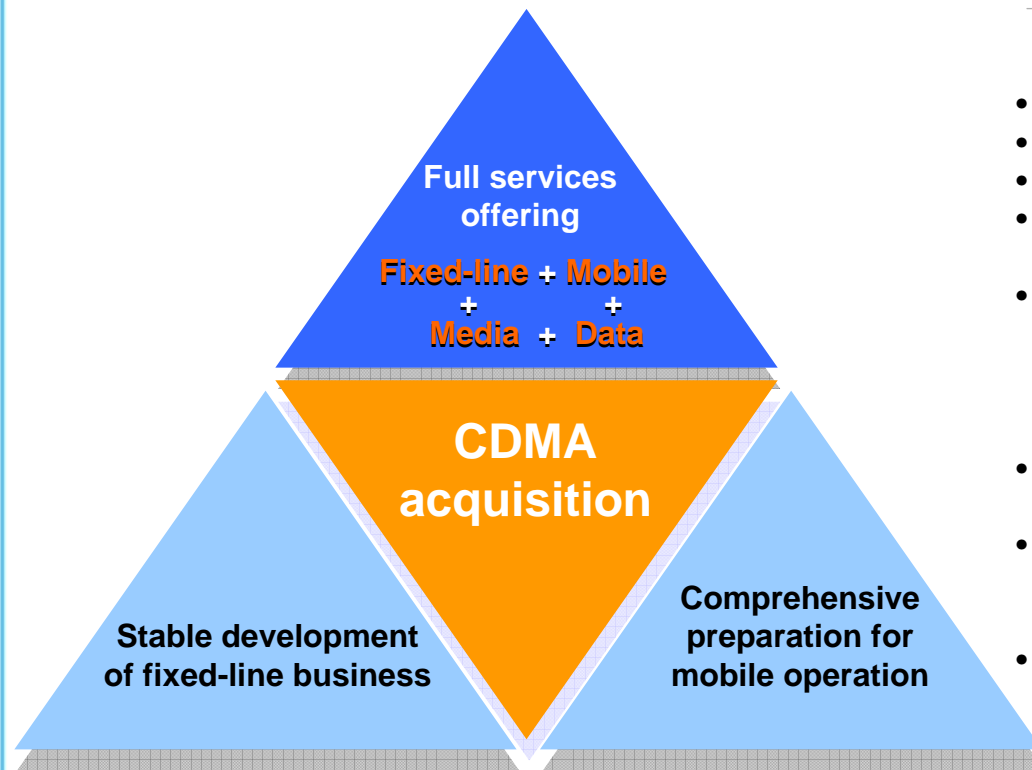 Full services
offering
Fixed-line + Mobile
+ +
Media + Data
CDMA
acquisition
Stable development
of fixed-line business
Comprehensive
preparation for
mobile operation